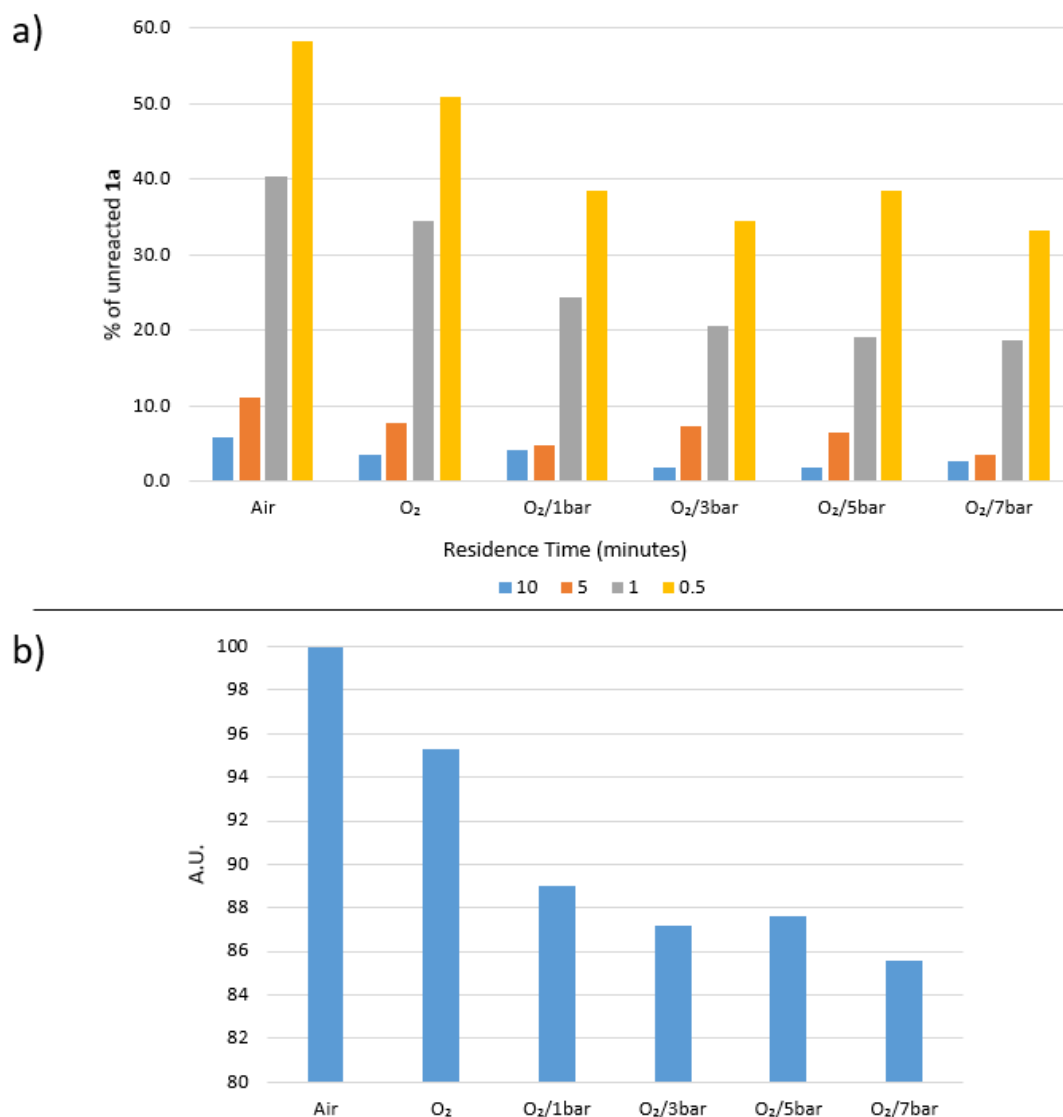 a)
% of unreacted 1a
60.0
50.0
40.0
30.0
20.0
10.0
0.0
Air O₂ O₂/1bar O₂/3bar O₂/5bar O₂/7bar
Residence Time (minutes)
10 5 1 0.5
b)
A.U.
100
98
96
94
92
90
88
86
84
82
80
Air O₂ O₂/1bar O₂/3bar O₂/5bar O₂/7bar